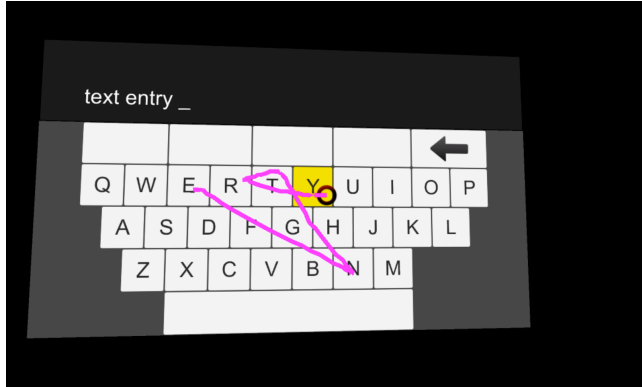 text entry _
Q W E R T Y U I O P
A S D F G H J K L
Z X C V B N M